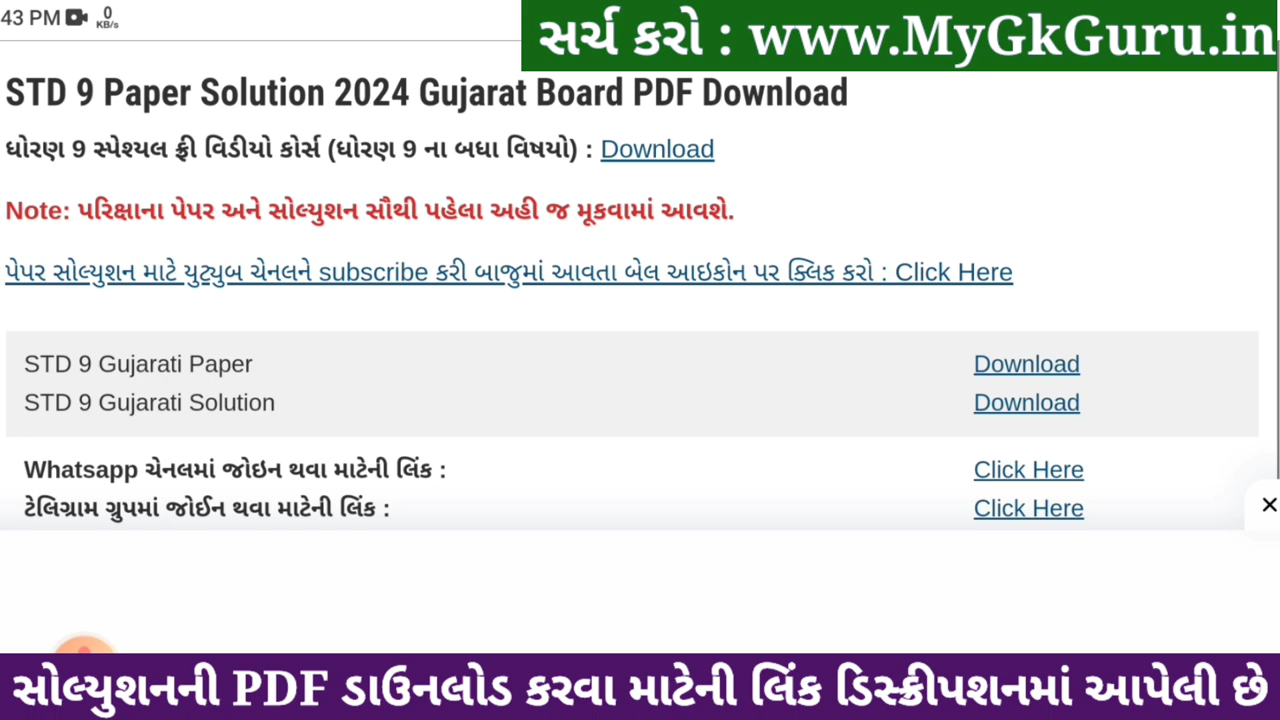 43 PM 0 KB/s
સર્ચ કરો : www.MyGkGuru.in
STD 9 Paper Solution 2024 Gujarat Board PDF Download
ધોરણ 9 સ્પેશ્યલ ફ્રી વિડીયો કોર્સ (ધોરણ 9 ના બધા વિષયો) : Download
Note: પરિક્ષાના પેપર અને સોલ્યુશન સૌથી પહેલા અહી જ મૂકવામાં આવશે.
પેપર સોલ્યુશન માટે યુટ્યુબ ચેનલને subscribe કરી બાજુમાં આવતા બેલ આઇકોન પર ક્લિક કરો : Click Here
STD 9 Gujarati Paper Download
STD 9 Gujarati Solution Download
Whatsapp ચેનલમાં જોઇન થવા માટેની લિંક : Click Here
ટેલિગ્રામ ગ્રુપમાં જોઈન થવા માટેની લિંક : Click Here
સોલ્યુશનની PDF ડાઉનલોડ કરવા માટેની લિંક ડિસ્ક્રીપશનમાં આપેલી છે